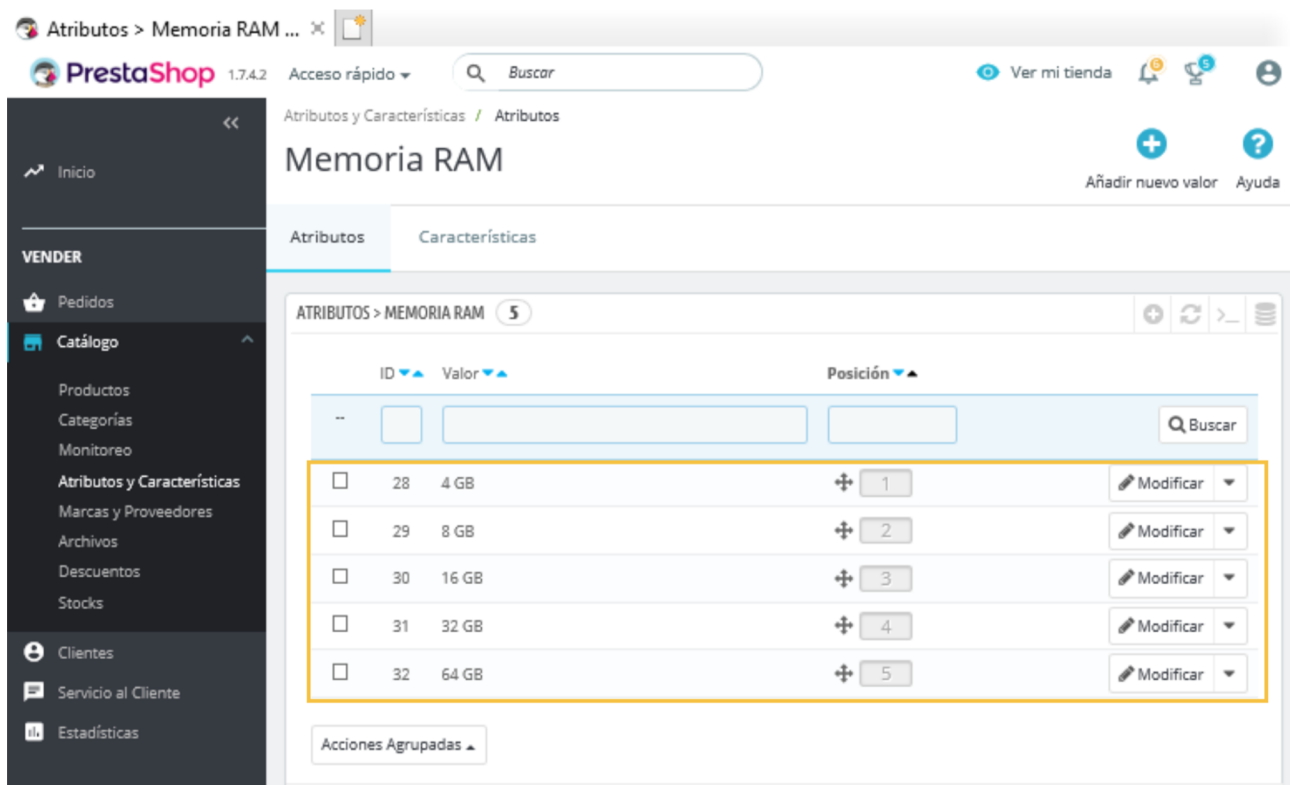 Atributos > Memoria RAM ...
PrestaShop 1.7.4.2 Acceso rápido Buscar Ver mi tienda 5
Atributos y Características / Atributos
Memoria RAM
Añadir nuevo valor Ayuda
Inicio
Atributos Características
VENDER
Pedidos
Catálogo
Productos
Categorías
Monitoreo
Atributos y Características
Marcas y Proveedores
Archivos
Descuentos
Stocks
Clientes
Servicio al Cliente
Estadísticas
ATRIBUTOS > MEMORIA RAM 5
ID Valor Posición
-- Buscar
28 4 GB 1 Modificar
29 8 GB 2 Modificar
30 16 GB 3 Modificar
31 32 GB 4 Modificar
32 64 GB 5 Modificar
Acciones Agrupadas